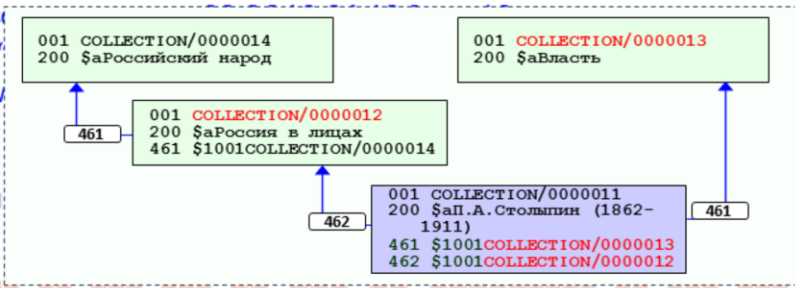 001 COLLECTION/0000014
200 $aРоссийский народ
001 COLLECTION/0000013
200 $aВласть
461
001 COLLECTION/0000012
200 $aРоссия в лицах
461 $1001COLLECTION/0000014
462
001 COLLECTION/0000011
200 $aП.А.Столыпин (1862-
1911)
461 $1001COLLECTION/0000013
462 $1001COLLECTION/0000012
461